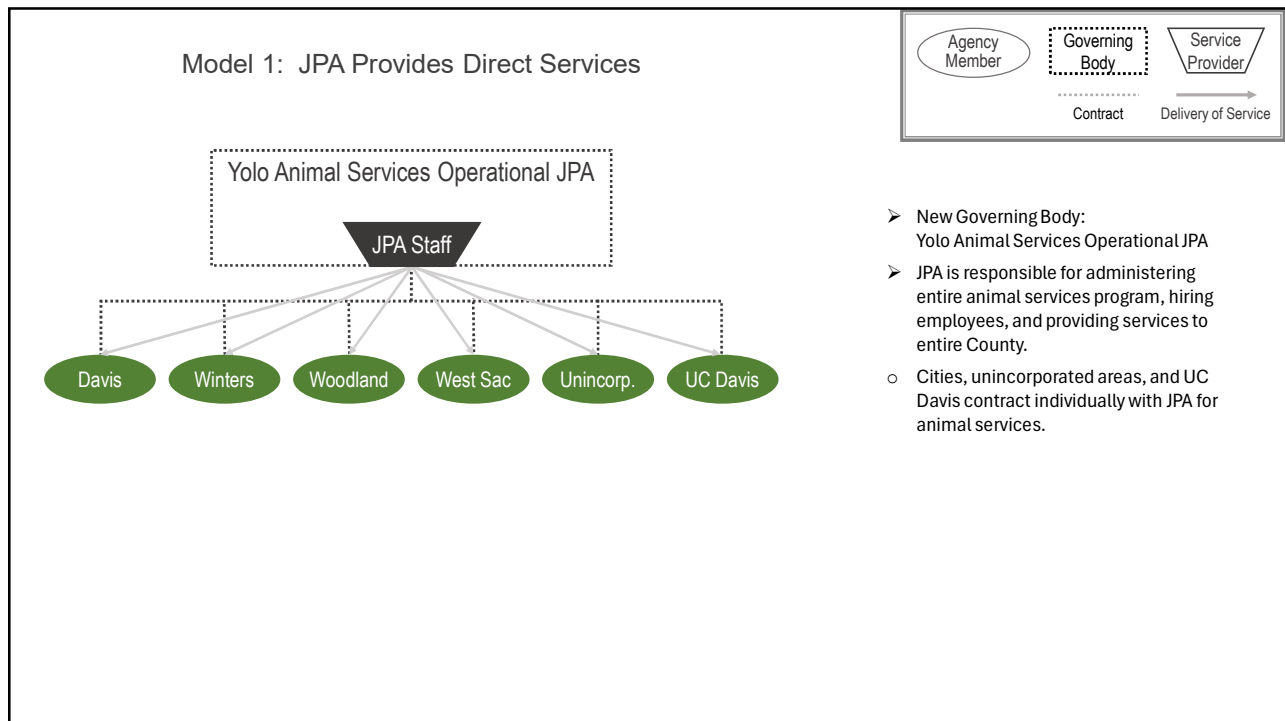 Model 1: JPA Provides Direct Services
Agency
Member
Governing
Body
Service
Provider
Contract
Delivery of Service
Yolo Animal Services Operational JPA
JPA Staff
Davis
Winters
Woodland
West Sac
Unincorp.
UC Davis
➢ New Governing Body:
Yolo Animal Services Operational JPA
➢ JPA is responsible for administering
entire animal services program, hiring
employees, and providing services to
entire County.
o Cities, unincorporated areas, and UC
Davis contract individually with JPA for
animal services.